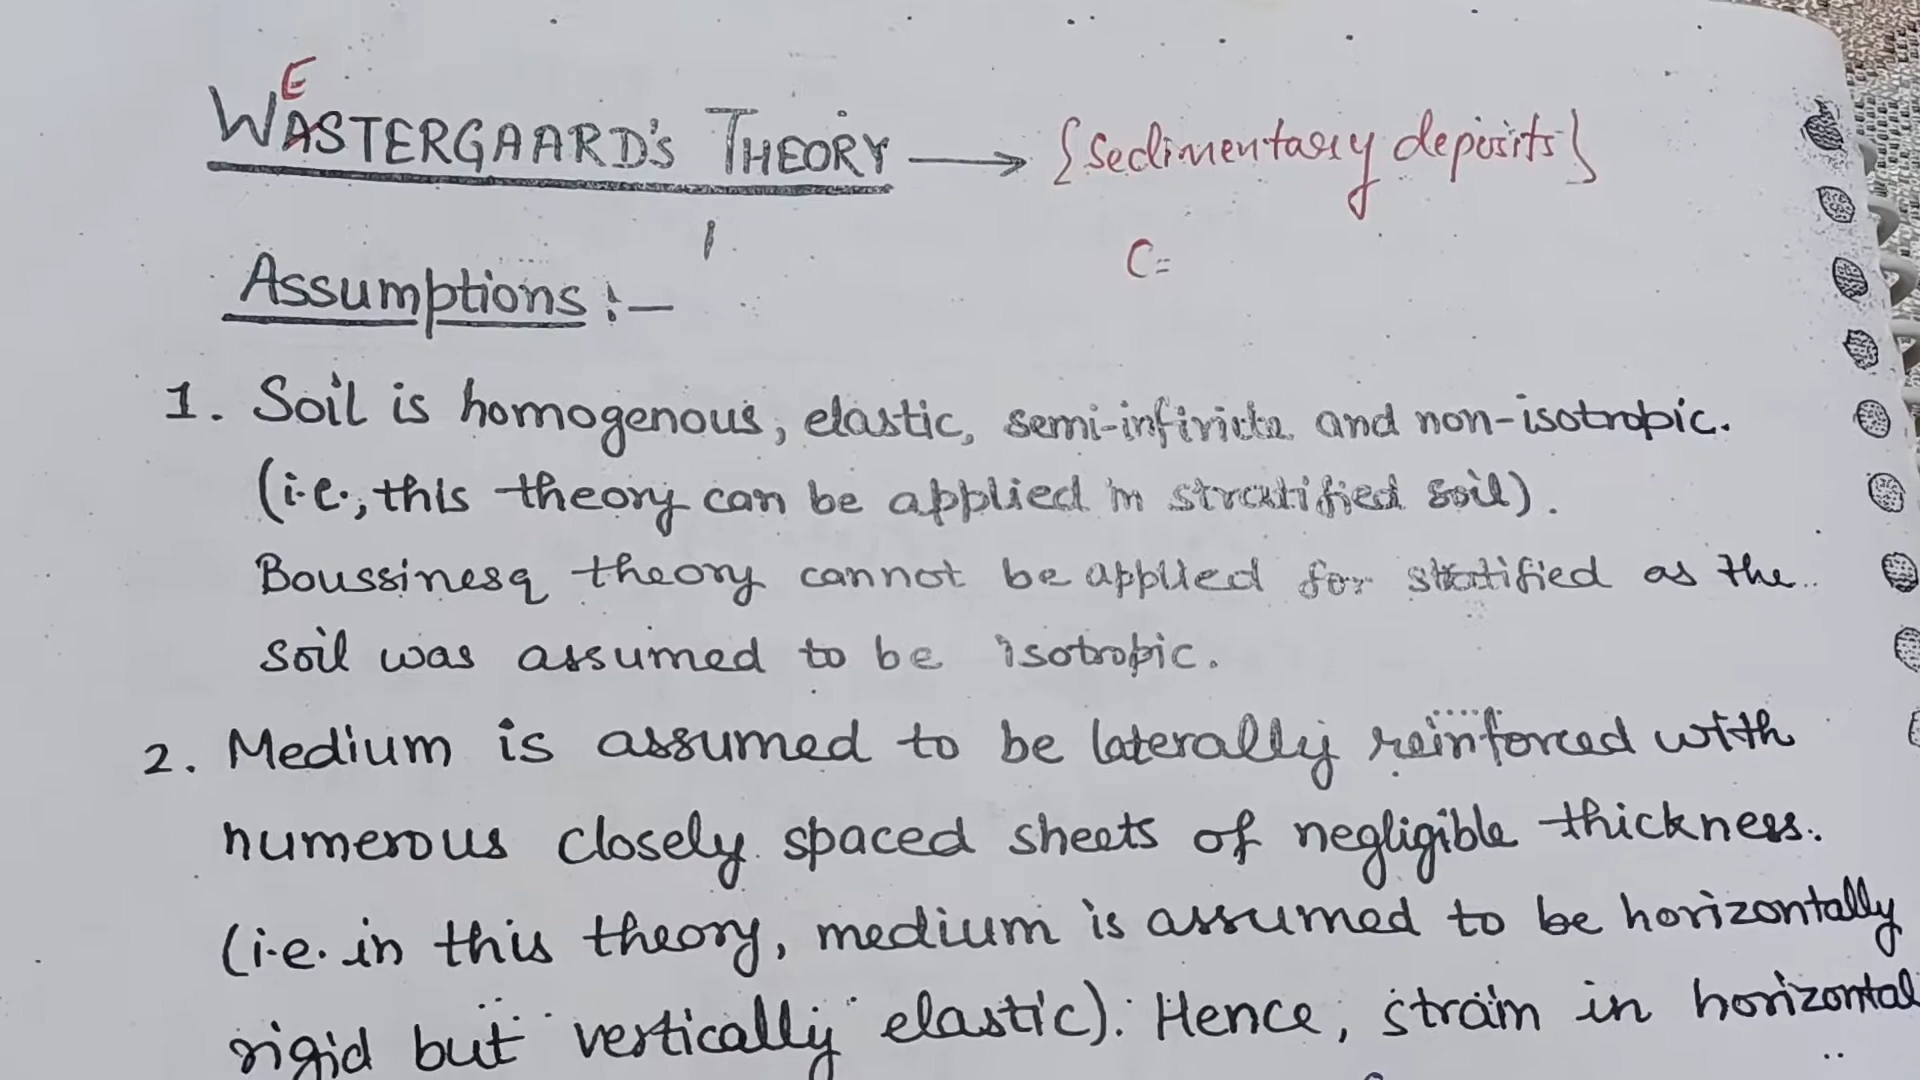 WESTERGAARD'S THEORY → {sedimentary deposits}
C=
Assumptions :-
1. Soil is homogenous, elastic, semi-infinite and non-isotropic.
(i.e., this theory can be applied in stratified soil).
Boussinesq theory cannot be applied for stratified as the
soil was assumed to be isotropic.
2. Medium is assumed to be laterally reinforced with
numerous closely spaced sheets of negligible thickness.
(i.e. in this theory, medium is assumed to be horizontally
rigid but vertically elastic). Hence, strain in horizontal